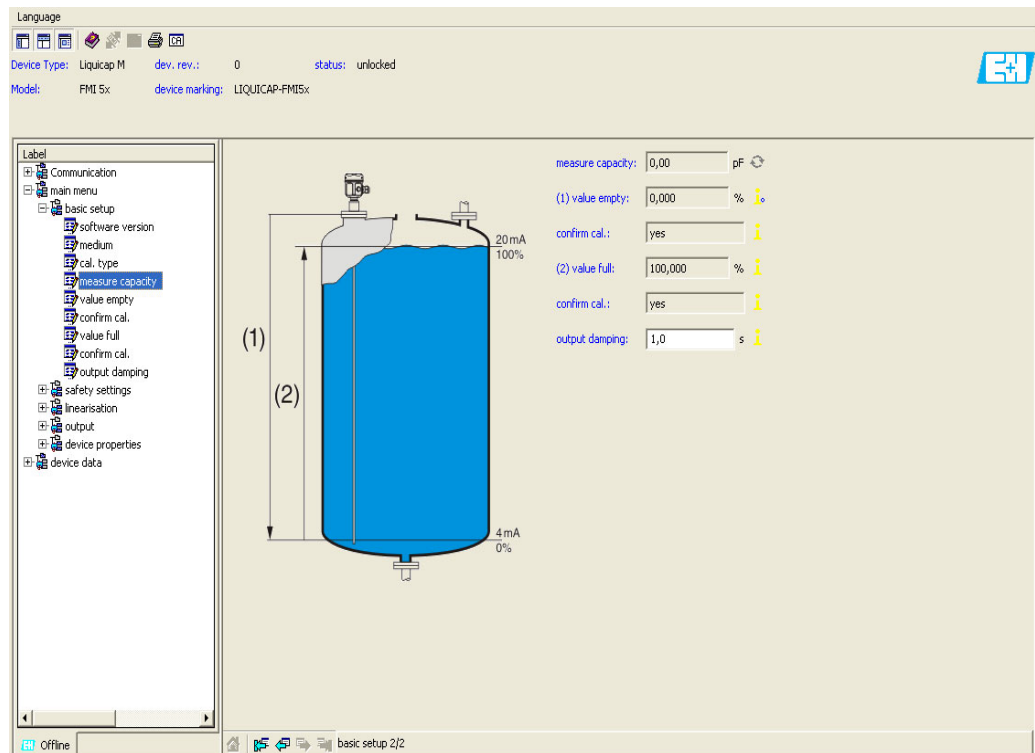 Language
CA
Device Type: Liquicap M dev. rev.: 0 status: unlocked
Model: FMI 5x device marking: LIQUICAP-FMI5x
Label
Communication
main menu
basic setup
software version
medium
cal. type
measure capacity
value empty
confirm cal.
value full
confirm cal.
output damping
safety settings
linearisation
output
device properties
device data
(1)
(2)
20 mA
100%
4 mA
0%
measure capacity: 0,00 pF
(1) value empty: 0,000 %
confirm cal.: yes
(2) value full: 100,000 %
confirm cal.: yes
output damping: 1,0 s
Offline
basic setup 2/2